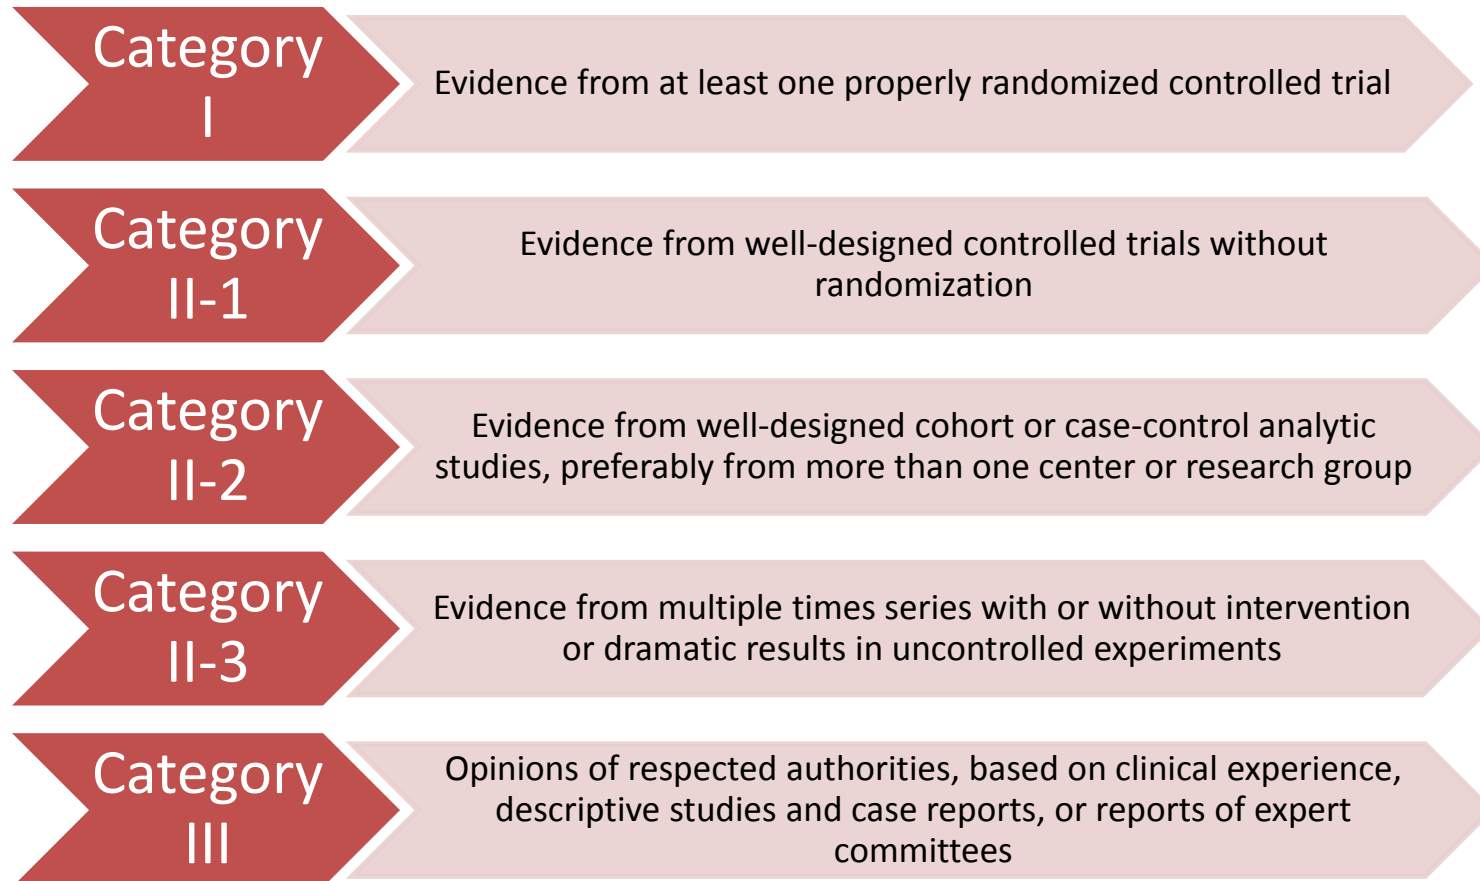 Category
I
Evidence from at least one properly randomized controlled trial
Category
II-1
Evidence from well-designed controlled trials without
randomization
Category
II-2
Evidence from well-designed cohort or case-control analytic
studies, preferably from more than one center or research group
Category
II-3
Evidence from multiple times series with or without intervention
or dramatic results in uncontrolled experiments
Category
III
Opinions of respected authorities, based on clinical experience,
descriptive studies and case reports, or reports of expert
committees